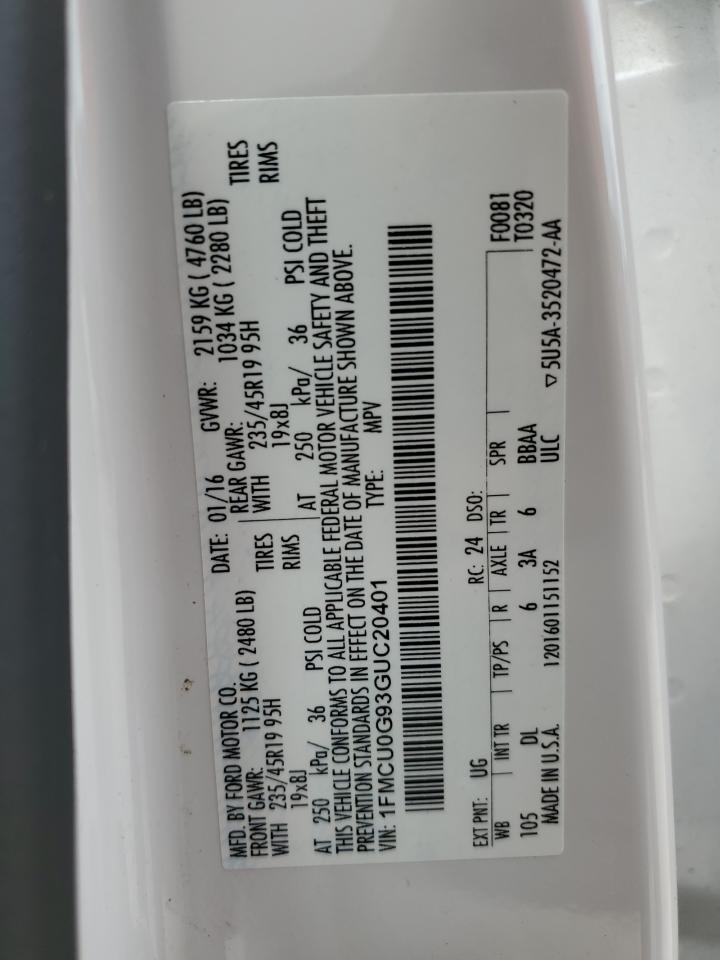 MFD. BY FORD MOTOR CO. DATE: 01/16 GVWR: 2159 KG ( 4760 LB)
FRONT GAWR: 1125 KG ( 2480 LB) REAR GAWR: 1034 KG ( 2280 LB)
WITH 235/45R19 95H TIRES WITH 235/45R19 95H TIRES
19x8J RIMS 19x8J RIMS
AT 250 kPa/ 36 PSI COLD AT 250 kPa/ 36 PSI COLD
THIS VEHICLE CONFORMS TO ALL APPLICABLE FEDERAL MOTOR VEHICLE SAFETY AND THEFT
PREVENTION STANDARDS IN EFFECT ON THE DATE OF MANUFACTURE SHOWN ABOVE.
VIN: 1FMCU0G93GUC20401 TYPE: MPV
EXT PNT: UG RC: 24 DSO:
WB INT TR TP/PS R AXLE TR SPR F0081
105 DL 6 3A 6 BBAA T0320
MADE IN U.S.A. 1201601151152 ULC ▽5U5A-3520472-AA